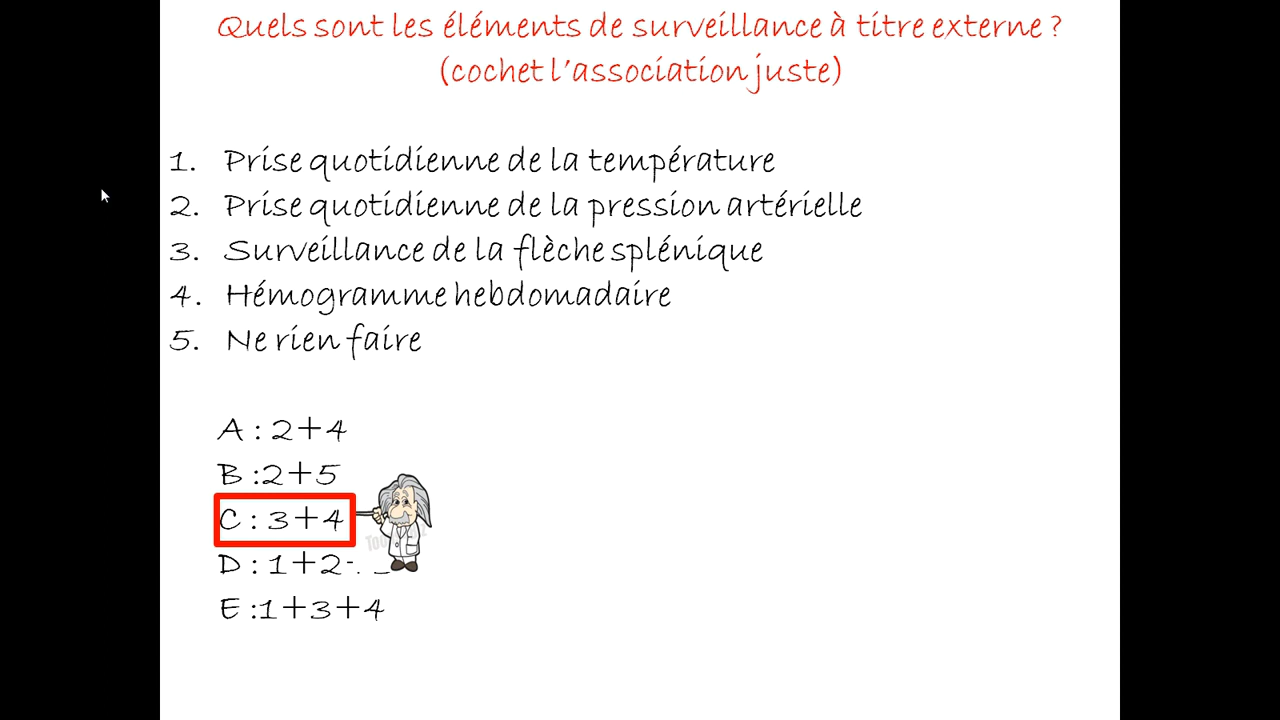 Quels sont les éléments de surveillance à titre externe ?
(cochet l'association juste)
1. Prise quotidienne de la température
2. Prise quotidienne de la pression artérielle
3. Surveillance de la flèche splénique
4. Hémogramme hebdomadaire
5. Ne rien faire
A : 2+4
B :2+5
C : 3+4
D : 1+2
E :1+3+4